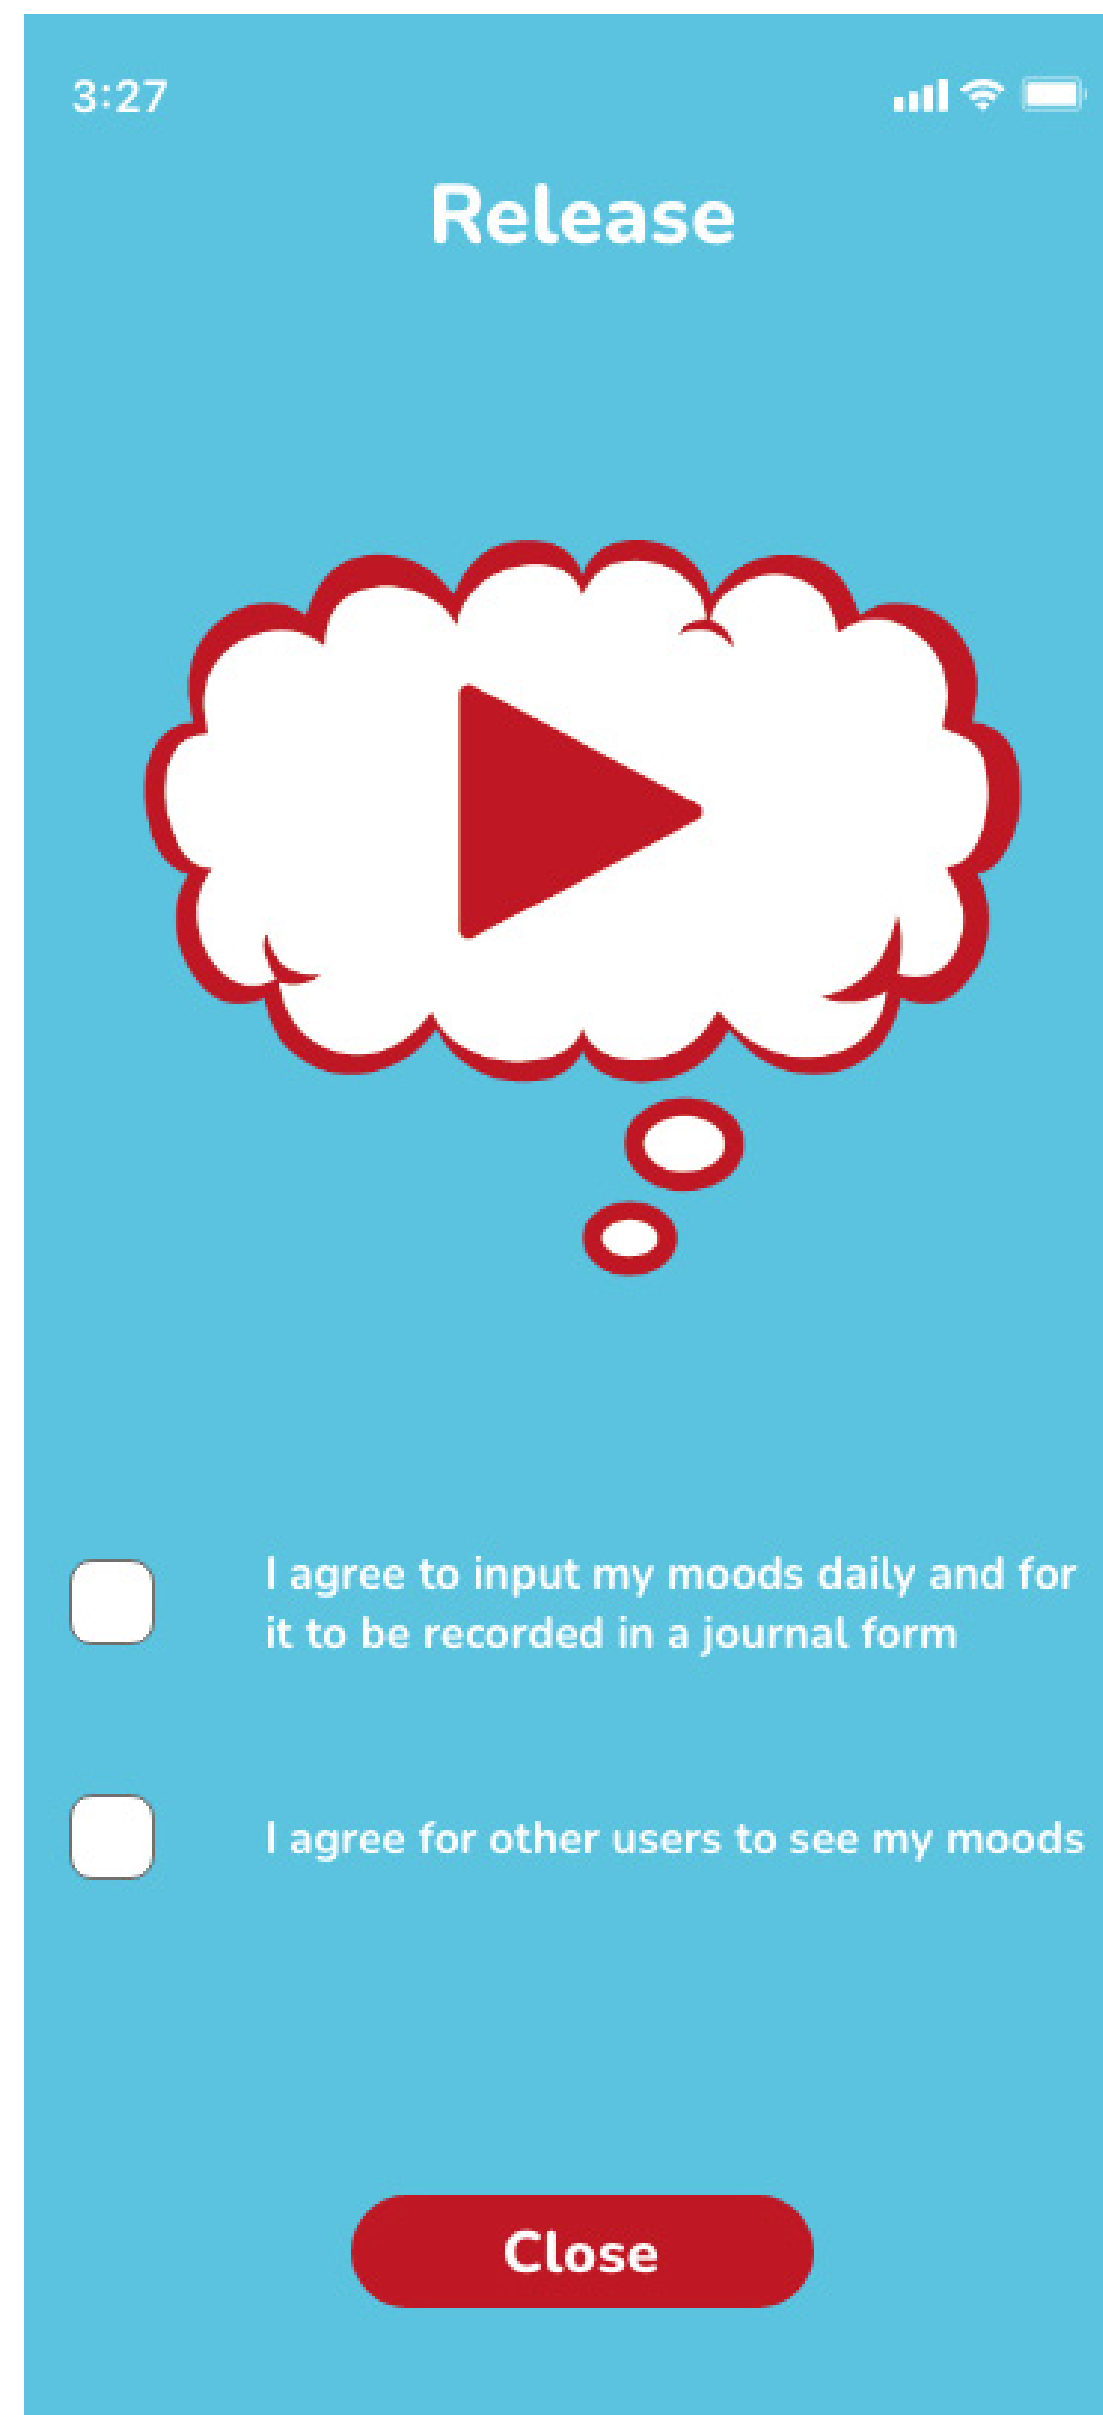 3:27
Release
I agree to input my moods daily and for
it to be recorded in a journal form
I agree for other users to see my moods
Close